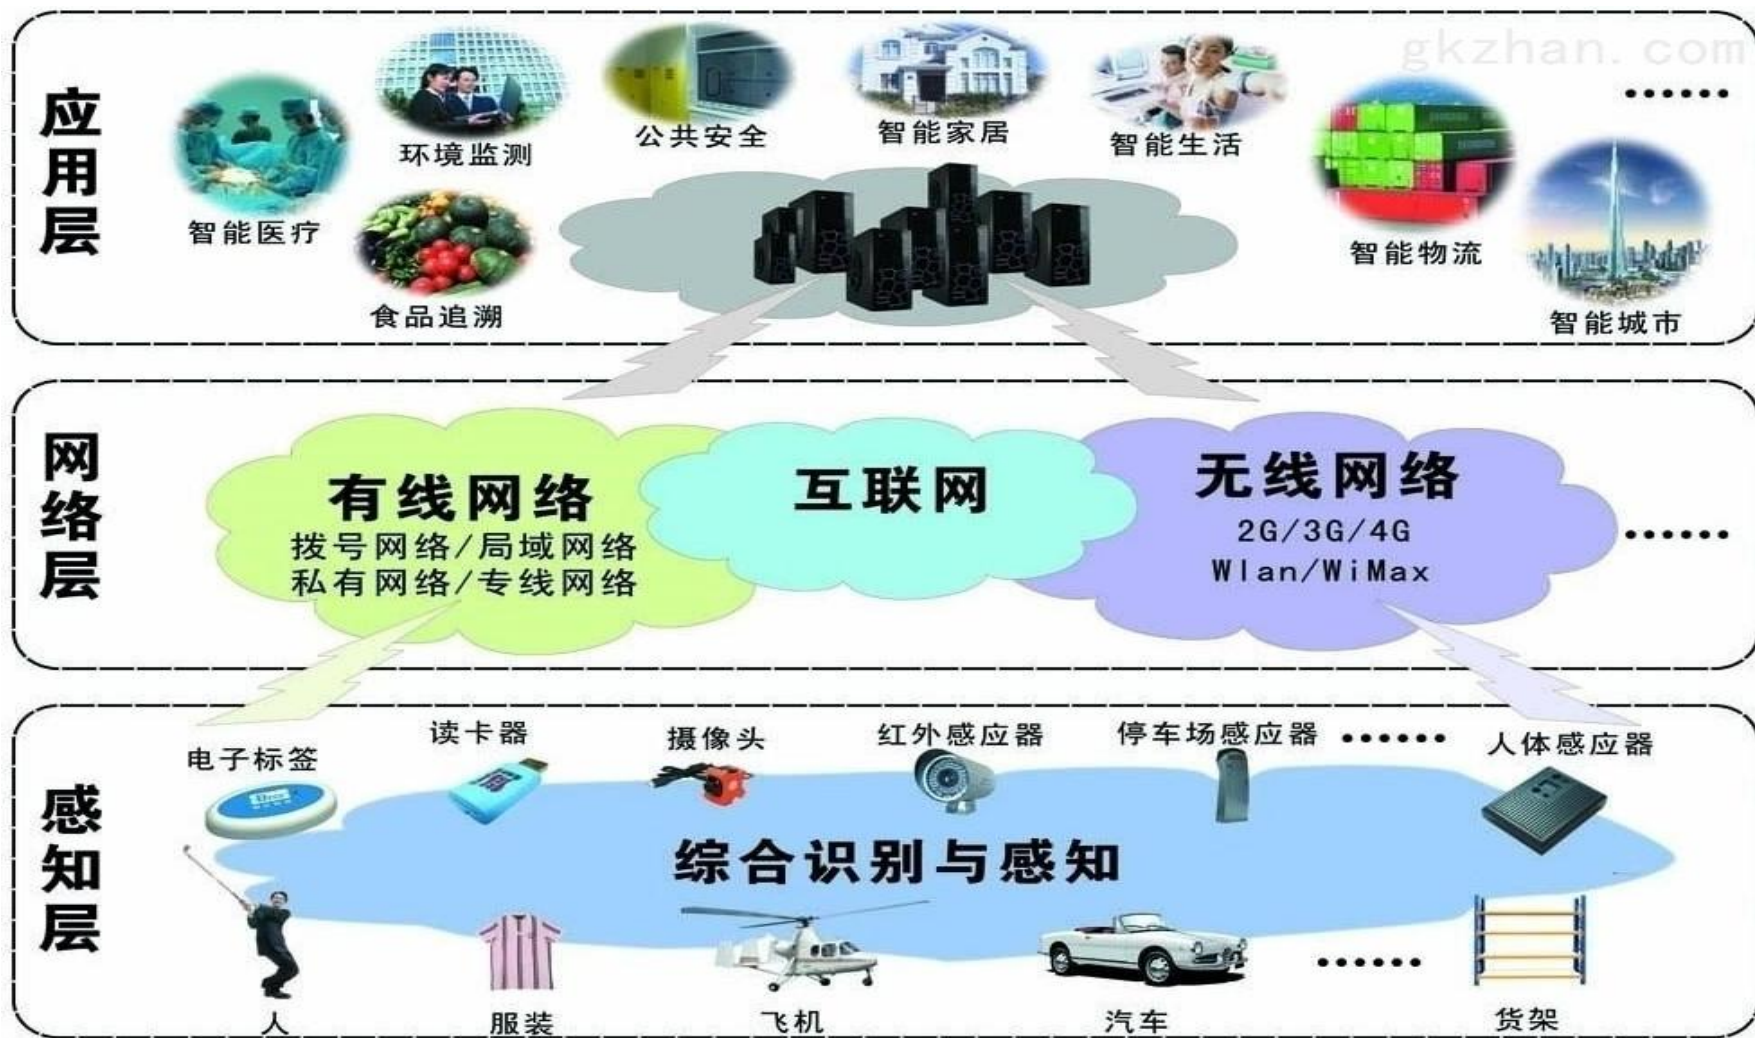 gkzhan.com
应用层
智能医疗
环境监测
食品追溯
公共安全
智能家居
智能生活
智能物流
智能城市
······
网络层
有线网络
拨号网络/局域网络
私有网络/专线网络
互联网
无线网络
2G/3G/4G
Wlan/WiMax
······
感知层
电子标签
读卡器
摄像头
红外感应器
停车场感应器
······
人体感应器
综合识别与感知
人
服装
飞机
汽车
······
货架